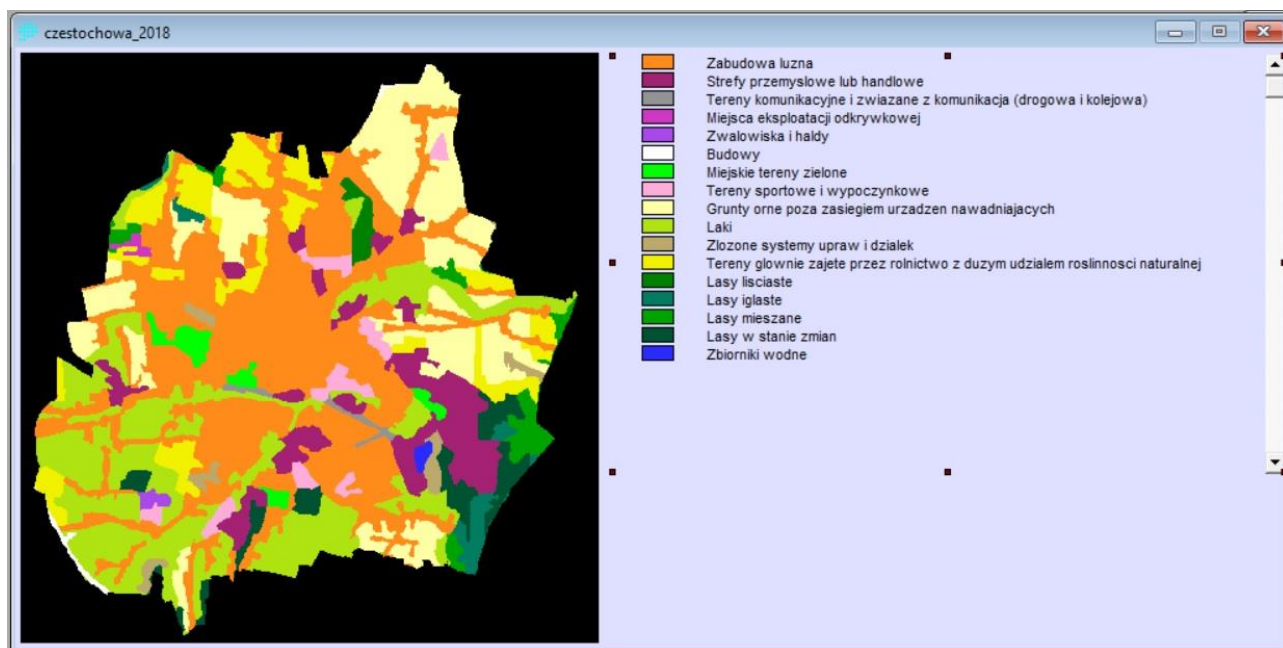 czestochowa_2018
Zabudowa luzna
Strefy przemyslowe lub handlowe
Tereny komunikacyjne i zwiazane z komunikacja (drogowa i kolejowa)
Miejsca eksploatacji odkrywkowej
Zwalowiska i haldy
Budowy
Miejskie tereny zielone
Tereny sportowe i wypoczynkowe
Grunty orne poza zasiegiem urzadzen nawadniajacych
Laki
Zlozone systemy upraw i dzialek
Tereny glownie zajete przez rolnictwo z duzym udzialem roslinnosci naturalnej
Lasy lisciaste
Lasy iglaste
Lasy mieszane
Lasy w stanie zmian
Zbiorniki wodne